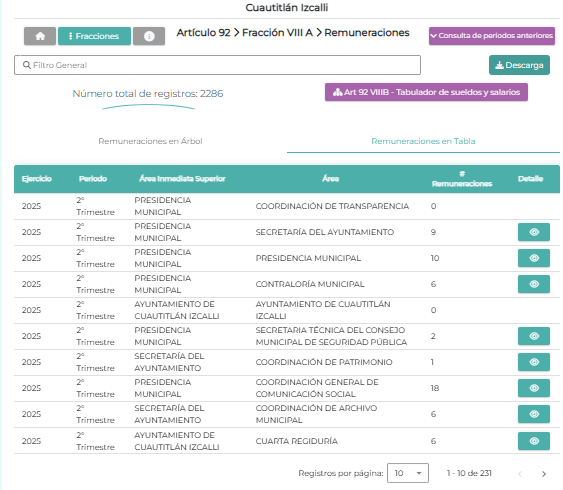 Cuautitlán Izcalli
Fracciones
Artículo 92 > Fracción VIII A > Remuneraciones
Consulta de periodos anteriores
Filtro General
Descarga
Número total de registros: 2286
Art 92 VIIIB - Tabulador de sueldos y salarios
Remuneraciones en Árbol
Remuneraciones en Tabla
Ejercicio Periodo Área Inmediata Superior Área # Remuneraciones Detalle
2025 2° Trimestre PRESIDENCIA MUNICIPAL COORDINACIÓN DE TRANSPARENCIA 0
2025 2° Trimestre PRESIDENCIA MUNICIPAL SECRETARÍA DEL AYUNTAMIENTO 9
2025 2° Trimestre PRESIDENCIA MUNICIPAL PRESIDENCIA MUNICIPAL 10
2025 2° Trimestre PRESIDENCIA MUNICIPAL CONTRALORÍA MUNICIPAL 6
2025 2° Trimestre AYUNTAMIENTO DE CUAUTITLÁN IZCALLI AYUNTAMIENTO DE CUAUTITLÁN IZCALLI 0
2025 2° Trimestre PRESIDENCIA MUNICIPAL SECRETARIA TÉCNICA DEL CONSEJO MUNICIPAL DE SEGURIDAD PÚBLICA 2
2025 2° Trimestre SECRETARÍA DEL AYUNTAMIENTO COORDINACIÓN DE PATRIMONIO 1
2025 2° Trimestre PRESIDENCIA MUNICIPAL COORDINACIÓN GENERAL DE COMUNICACIÓN SOCIAL 18
2025 2° Trimestre SECRETARÍA DEL AYUNTAMIENTO COORDINACIÓN DE ARCHIVO MUNICIPAL 6
2025 2° Trimestre AYUNTAMIENTO DE CUAUTITLÁN IZCALLI CUARTA REGIDURÍA 6
Registros por página: 10 1 - 10 de 231